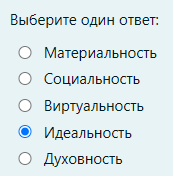 Выберите один ответ:
Материальность
Социальность
Виртуальность
Идеальность
Духовность